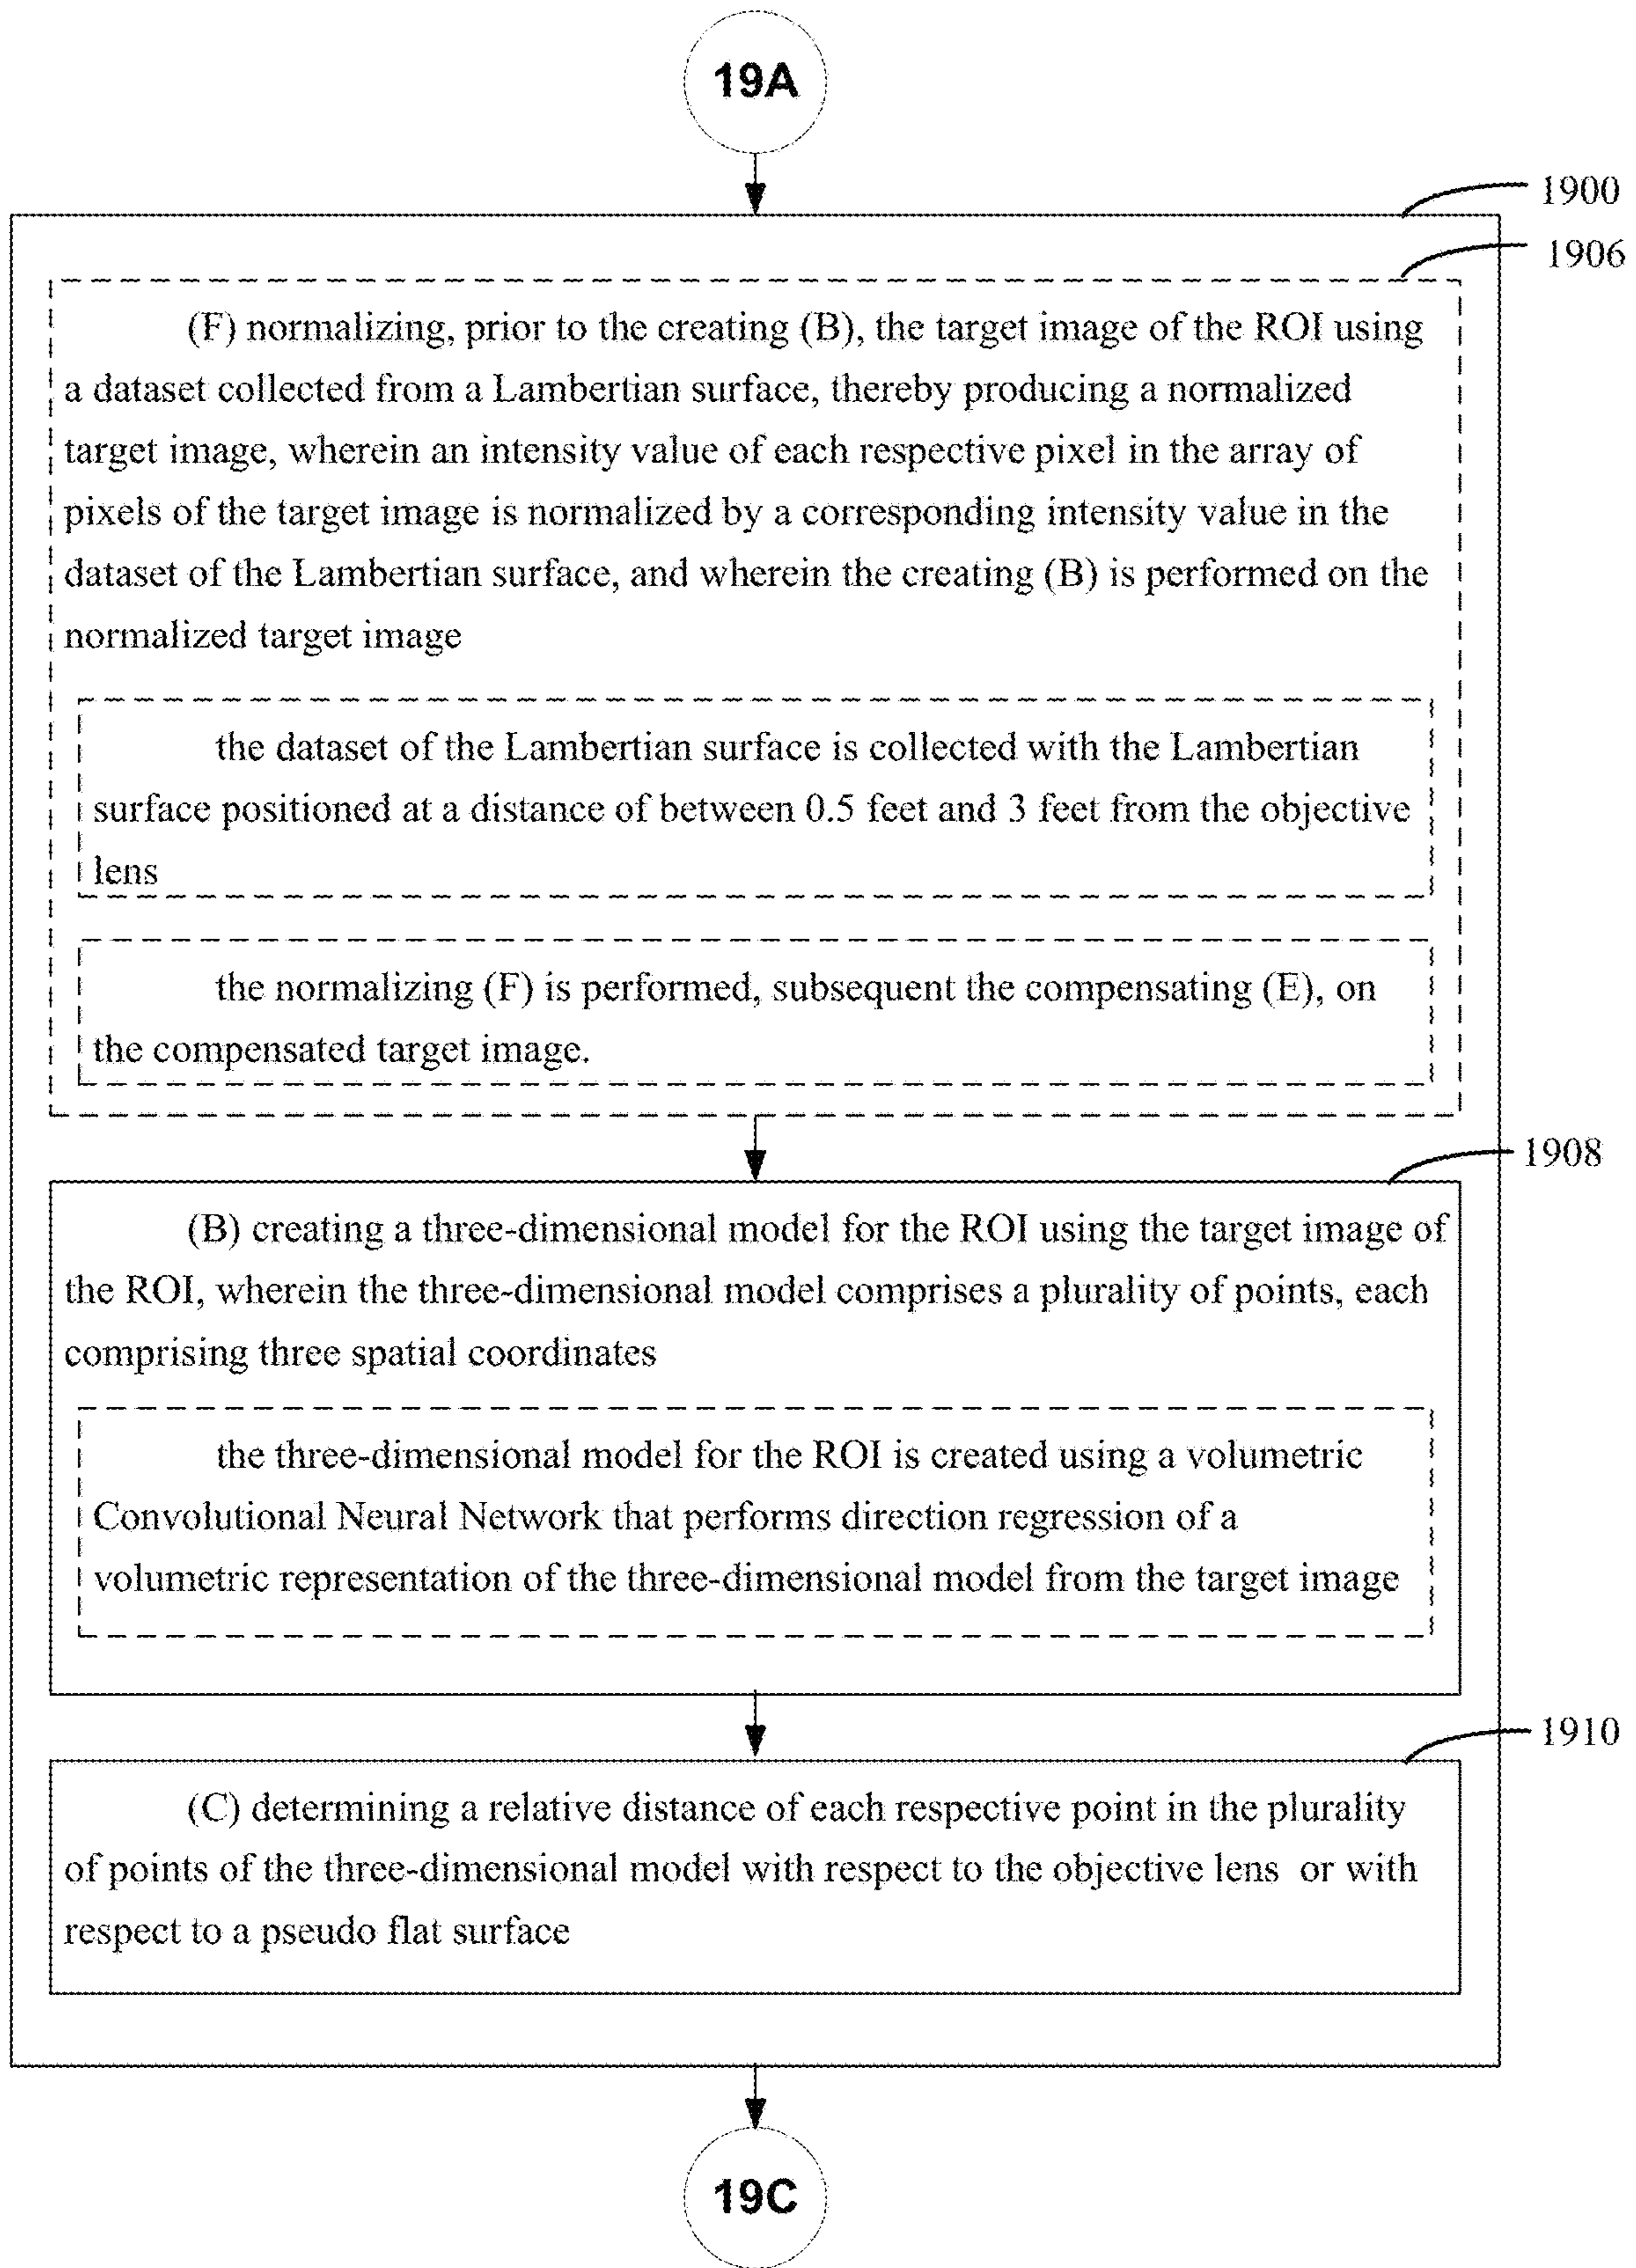 19A
1900
1906
(F) normalizing, prior to the creating (B), the target image of the ROI using
a dataset collected from a Lambertian surface, thereby producing a normalized
target image, wherein an intensity value of each respective pixel in the array of
pixels of the target image is normalized by a corresponding intensity value in the
dataset of the Lambertian surface, and wherein the creating (B) is performed on the
normalized target image
the dataset of the Lambertian surface is collected with the Lambertian
surface positioned at a distance of between 0.5 feet and 3 feet from the objective
lens
the normalizing (F) is performed, subsequent the compensating (E), on
the compensated target image.
1908
(B) creating a three-dimensional model for the ROI using the target image of
the ROI, wherein the three-dimensional model comprises a plurality of points, each
comprising three spatial coordinates
the three-dimensional model for the ROI is created using a volumetric
Convolutional Neural Network that performs direction regression of a
volumetric representation of the three-dimensional model from the target image
1910
(C) determining a relative distance of each respective point in the plurality
of points of the three-dimensional model with respect to the objective lens or with
respect to a pseudo flat surface
19C